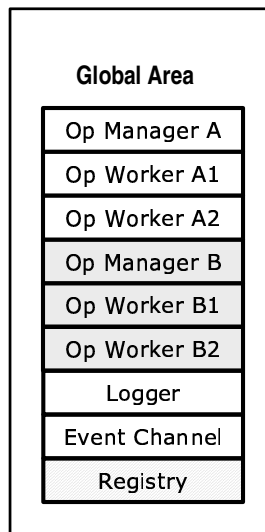 Global Area
Op Manager A
Op Worker A1
Op Worker A2
Op Manager B
Op Worker B1
Op Worker B2
Logger
Event Channel
Registry